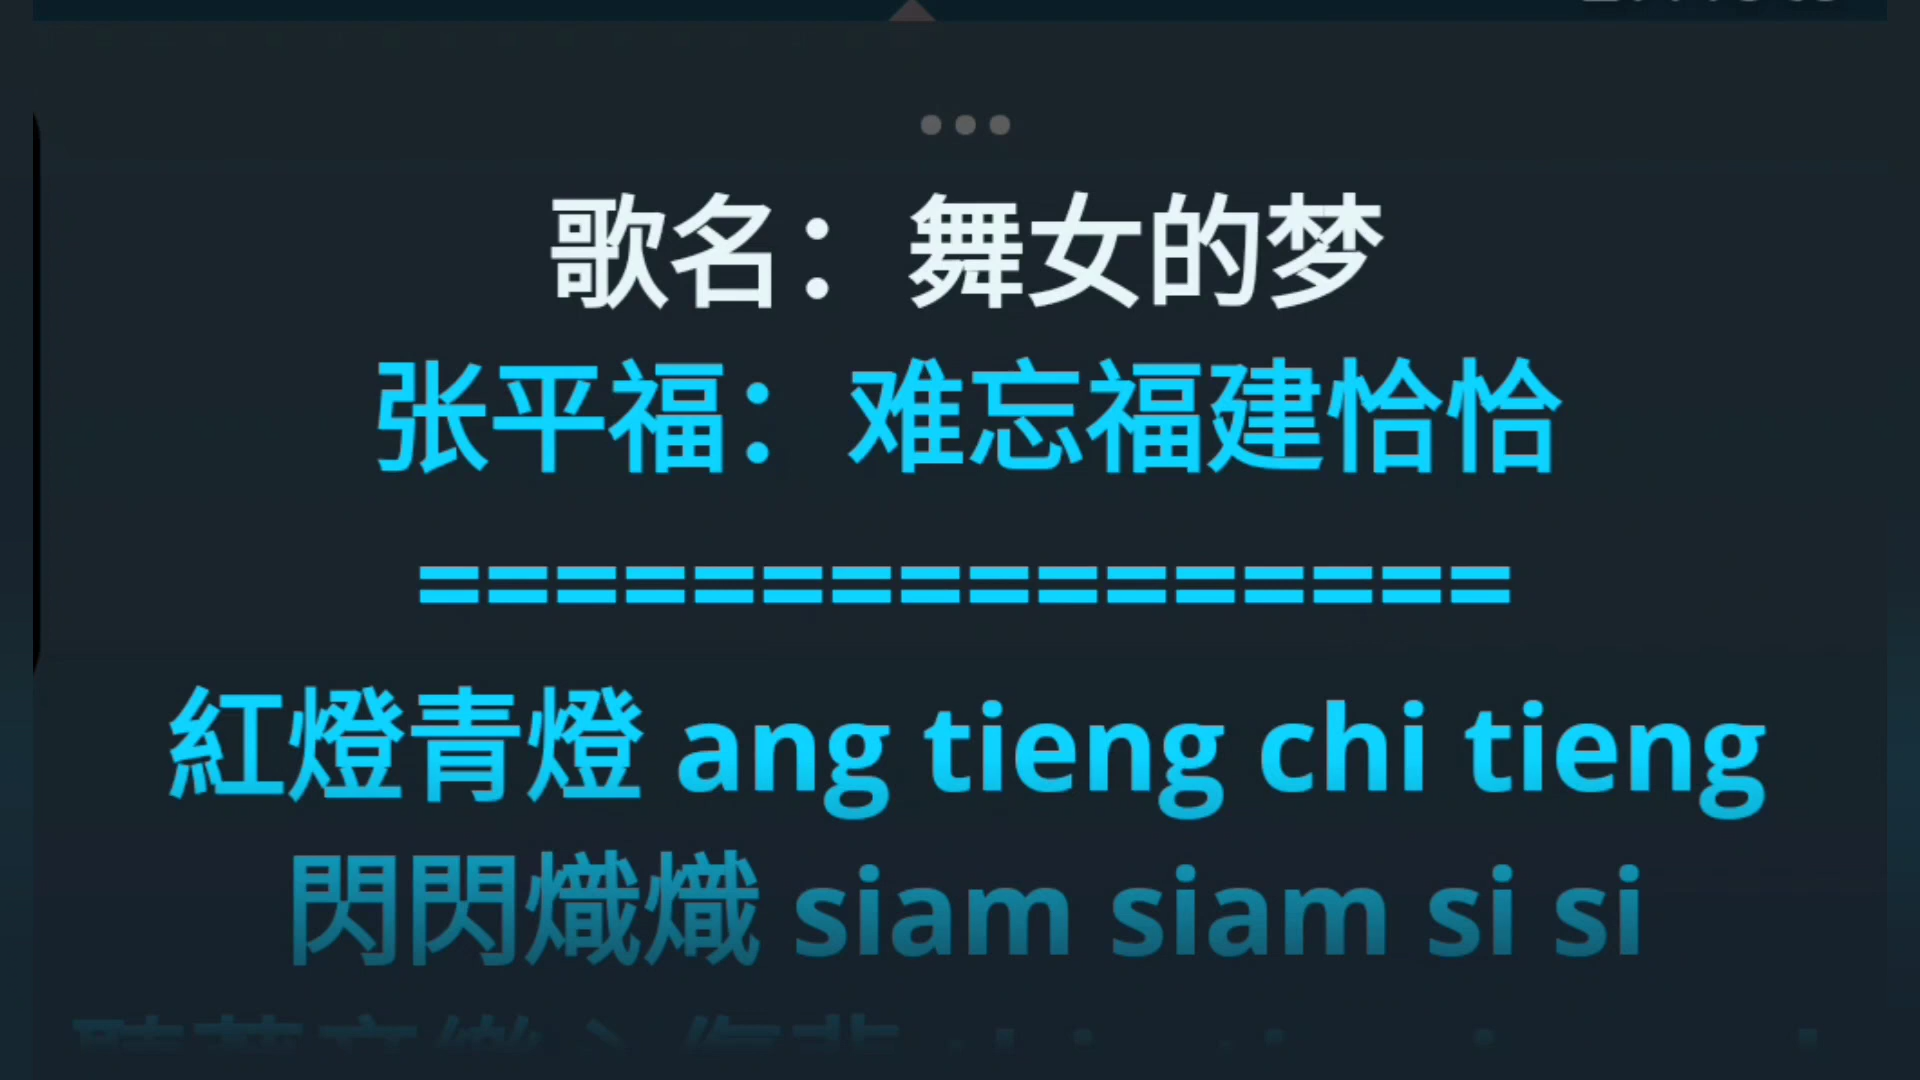 歌名：舞女的梦
张平福：难忘福建恰恰
================
紅燈青燈 ang tieng chi tieng
閃閃熾熾 siam siam si si